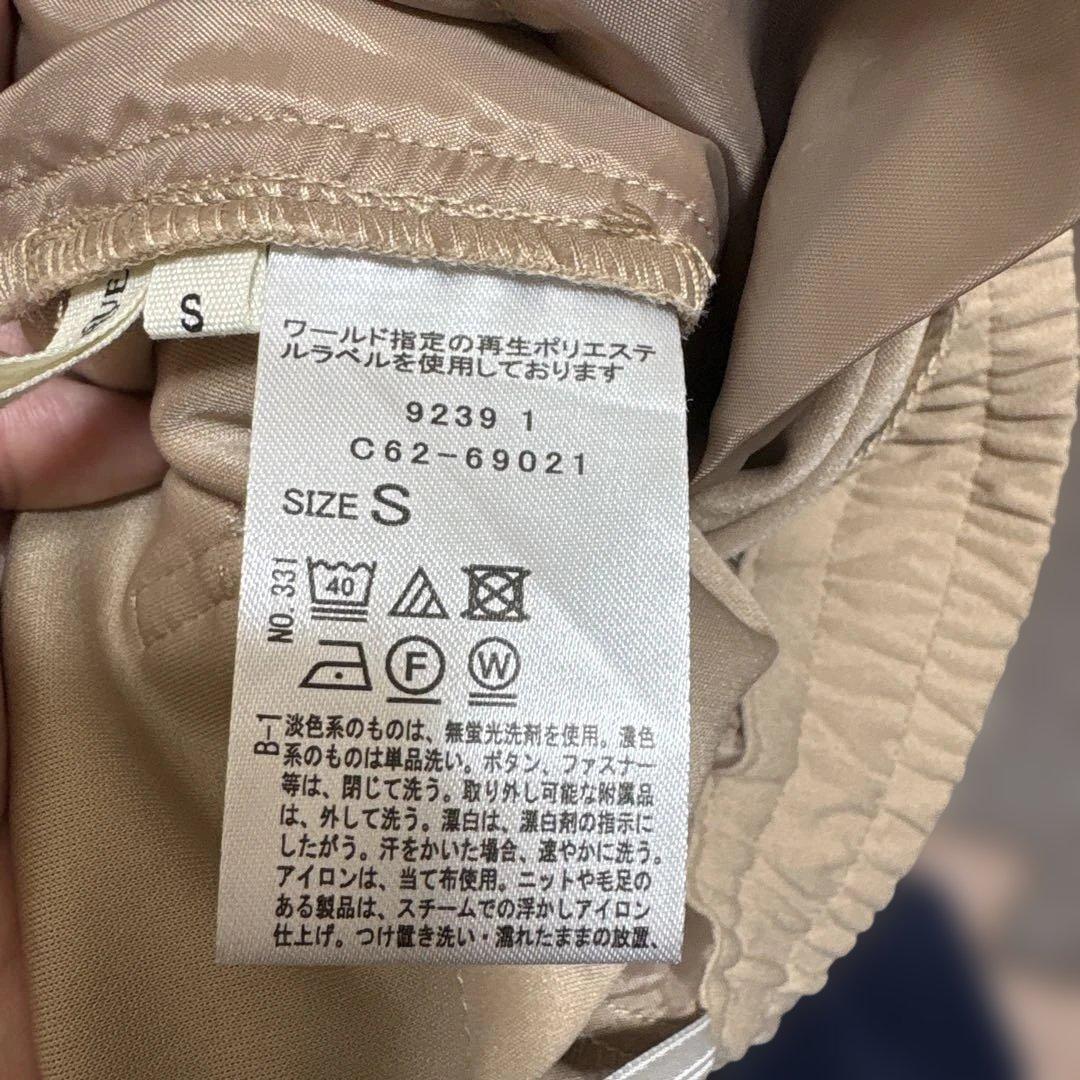 S
ワールド指定の再生ポリエステ
ルラベルを使用しております
9239 1
C62-69021
SIZE S
NO.331
40
F W
B-1
淡色系のものは、無蛍光洗剤を使用。濃色
系のものは単品洗い。ボタン、ファスナー
等は、閉じて洗う。取り外し可能な附属品
は、外して洗う。漂白は、漂白剤の指示に
したがう。汗をかいた場合、速やかに洗う。
アイロンは、当て布使用。ニットや毛足の
ある製品は、スチームでの浮かしアイロン
仕上げ。つけ置き洗い・濡れたままの放置、